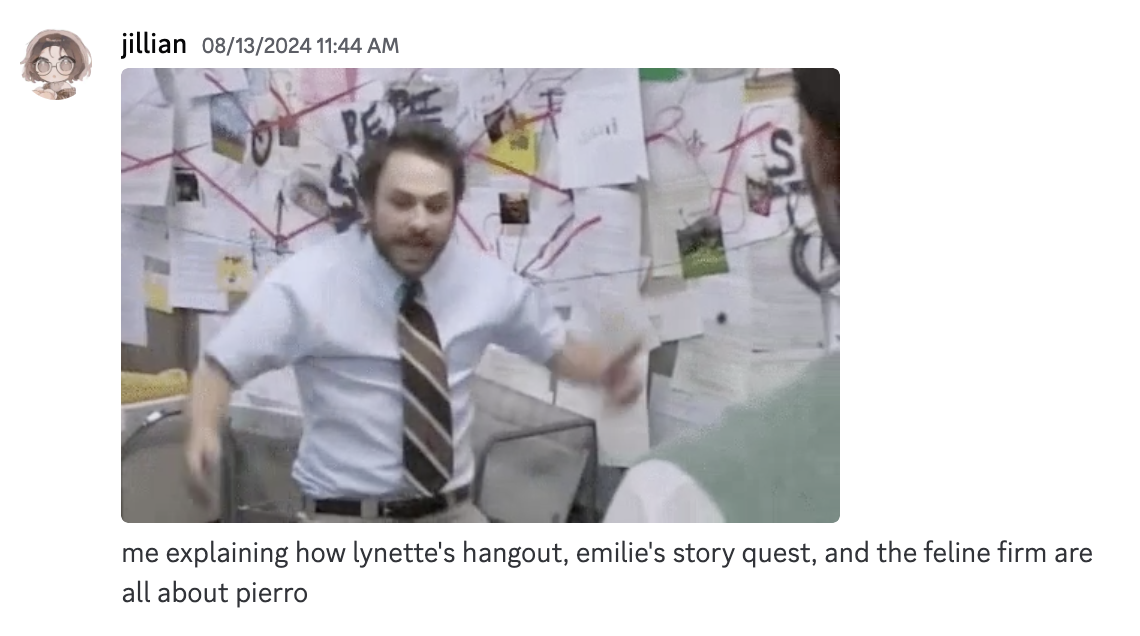 jillian 08/13/2024 11:44 AM
PEPE
S
me explaining how lynette's hangout, emilie's story quest, and the feline firm are
all about pierro